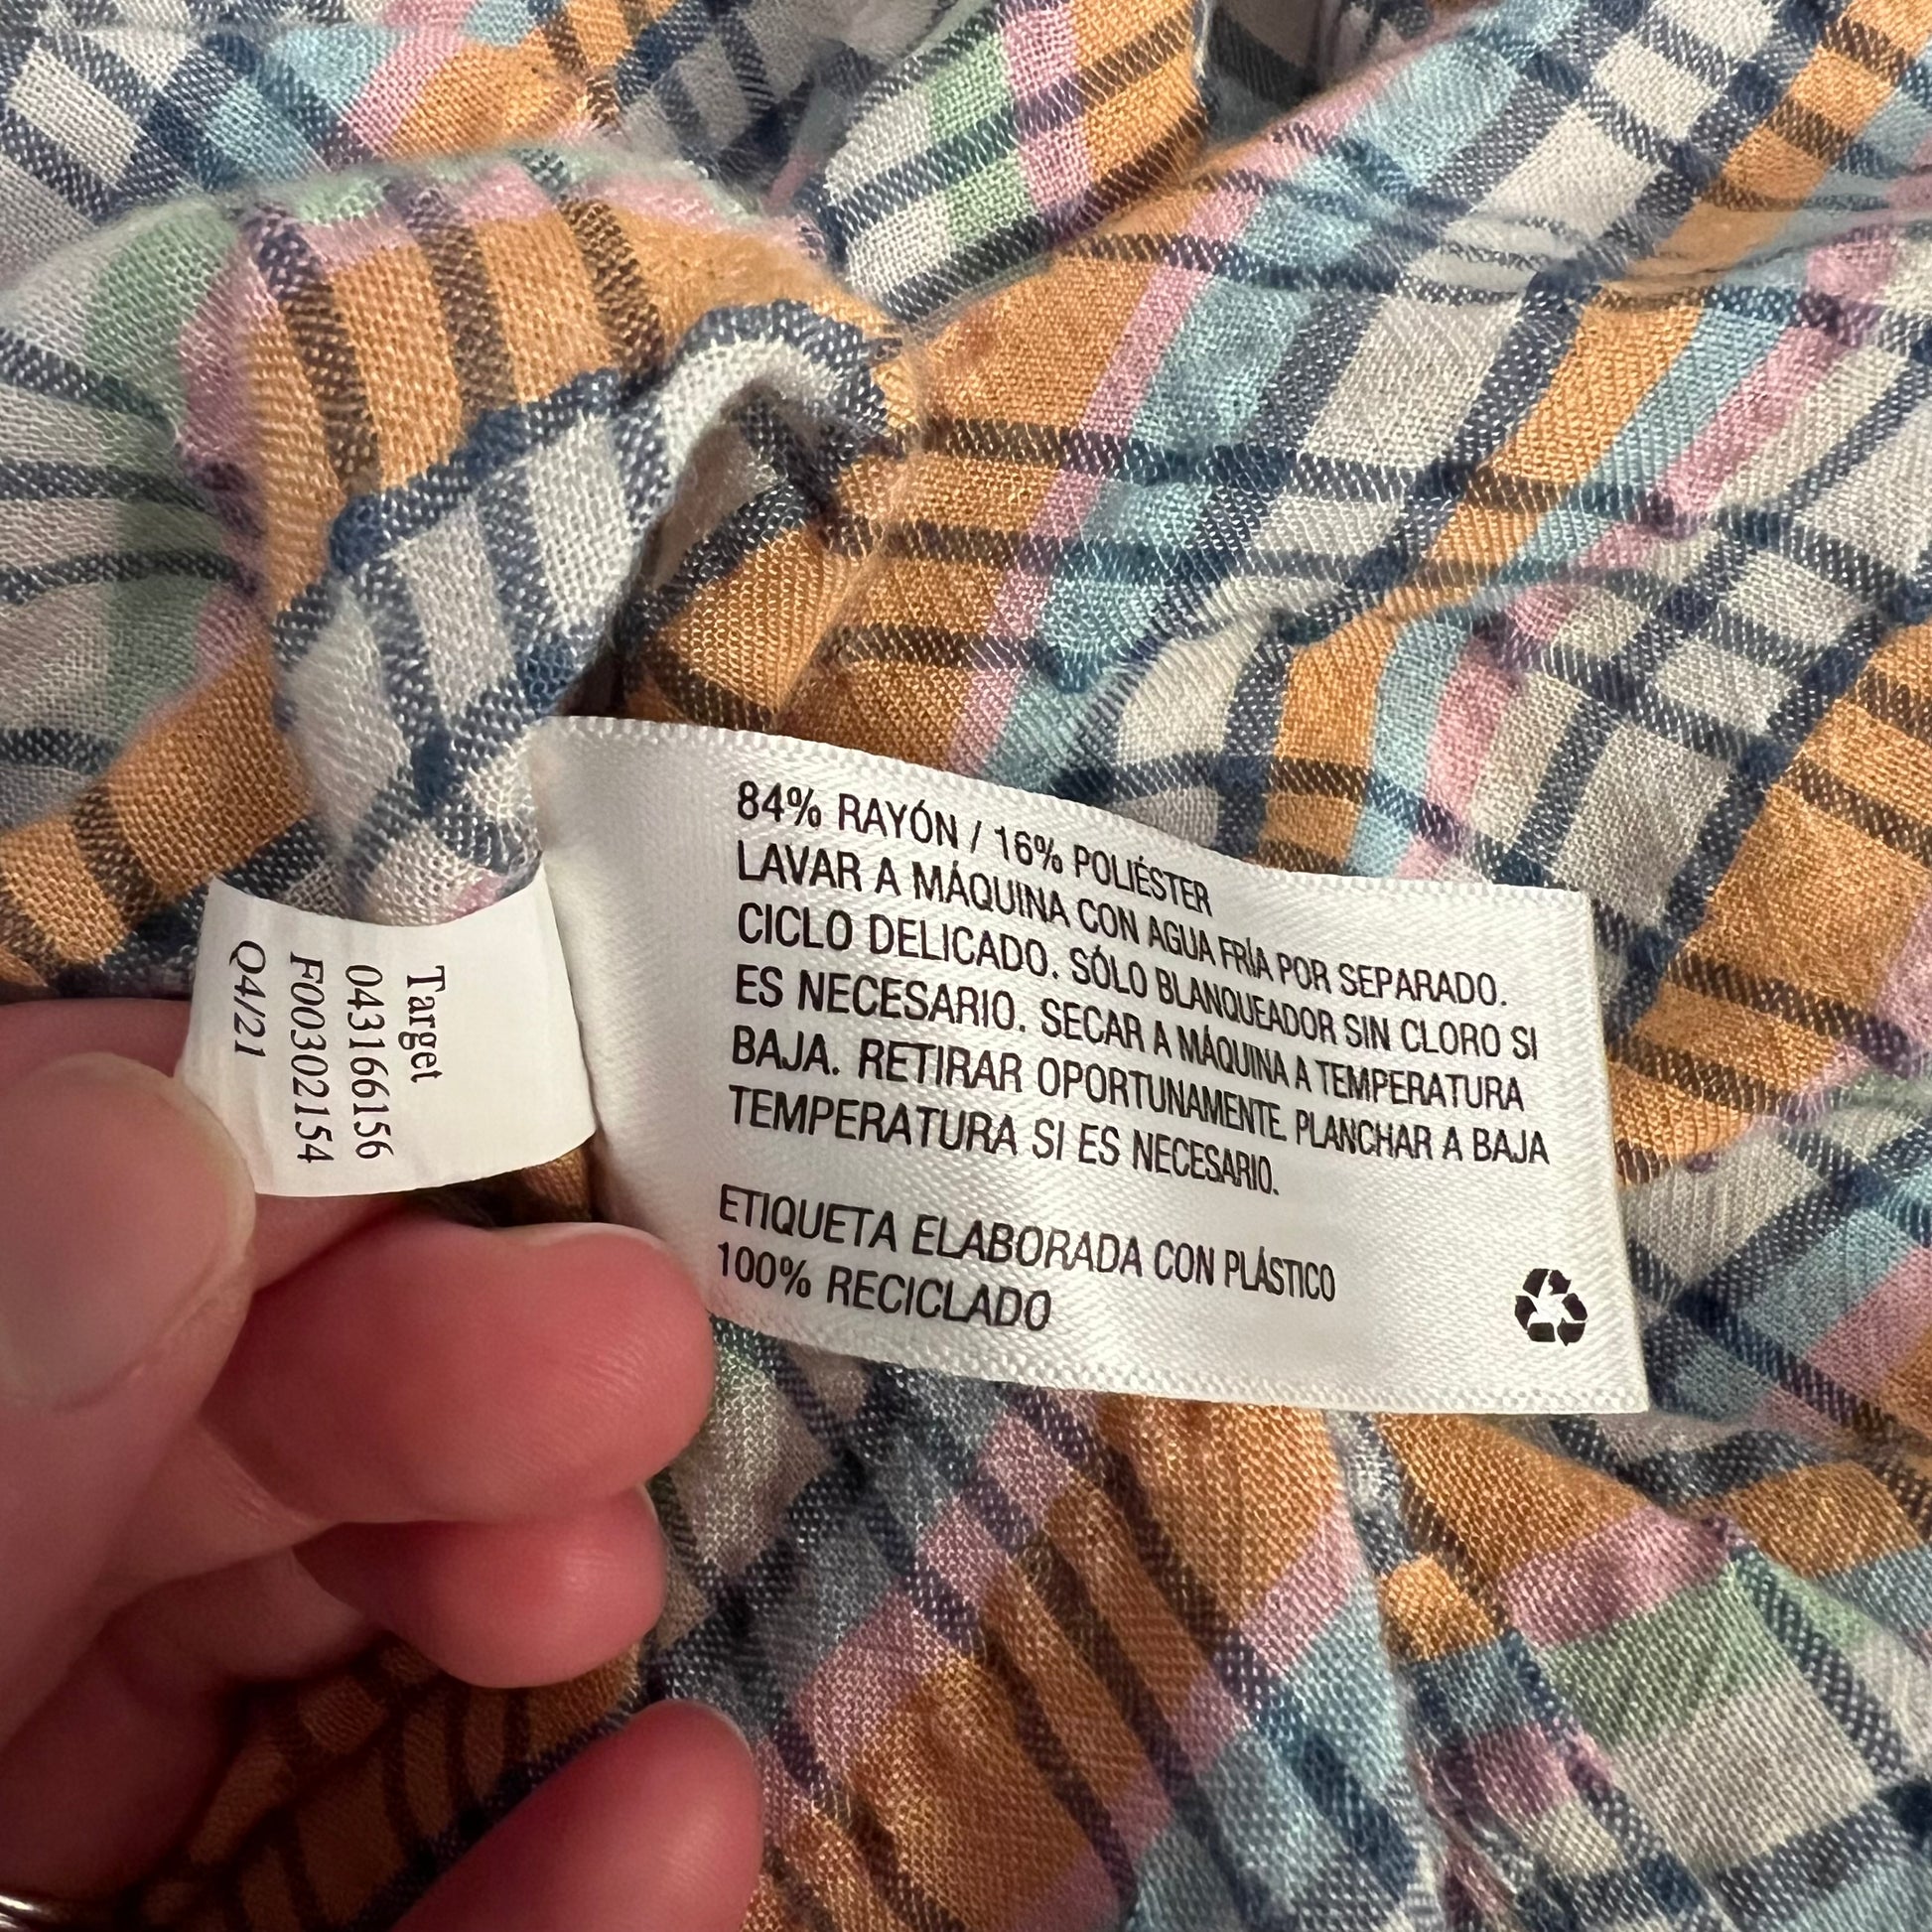 84% RAYÓN / 16% POLIÉSTER
LAVAR A MÁQUINA CON AGUA FRÍA POR SEPARADO.
CICLO DELICADO. SÓLO BLANQUEADOR SIN CLORO SI
ES NECESARIO. SECAR A MÁQUINA A TEMPERATURA
BAJA. RETIRAR OPORTUNAMENTE. PLANCHAR A BAJA
TEMPERATURA SI ES NECESARIO.
ETIQUETA ELABORADA CON PLÁSTICO
100% RECICLADO
Target
043166156
F000302154
Q4/21